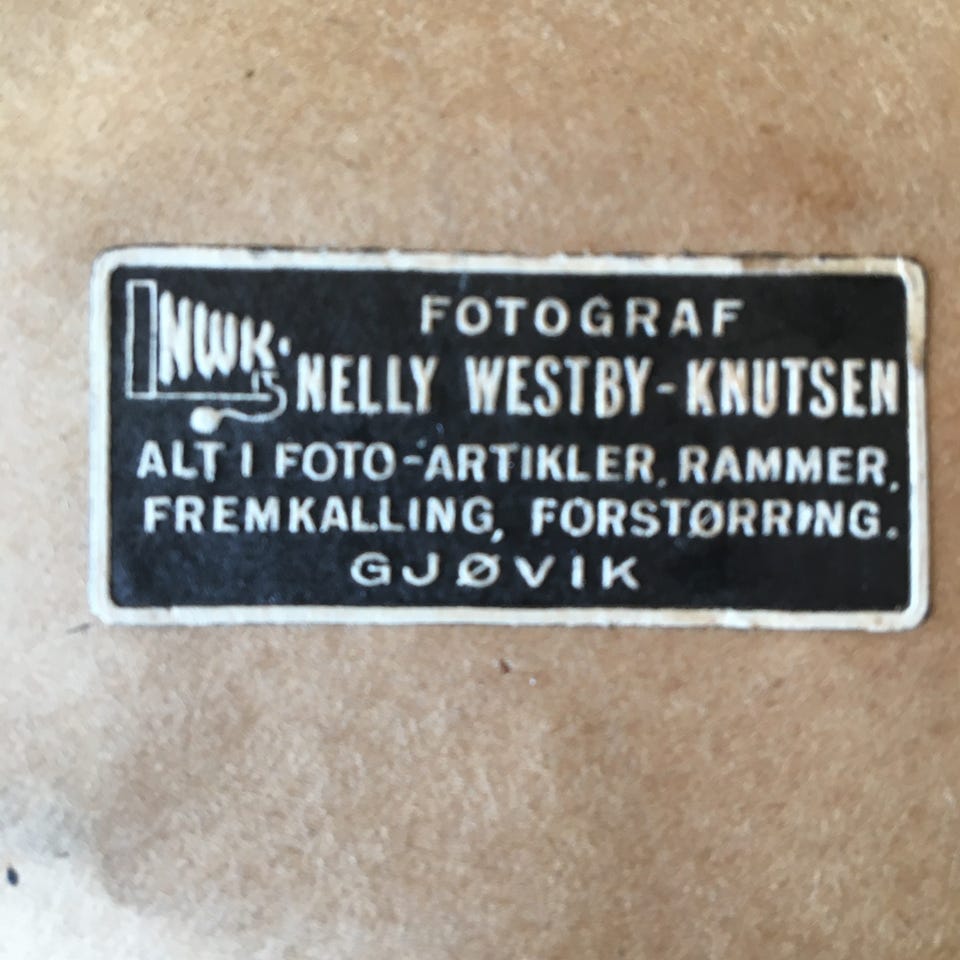 NWK.
FOTOGRAF
NELLY WESTBY-KNUTSEN
ALT I FOTO-ARTIKLER, RAMMER,
FREMKALLING, FORSTØRRING.
GJØVIK